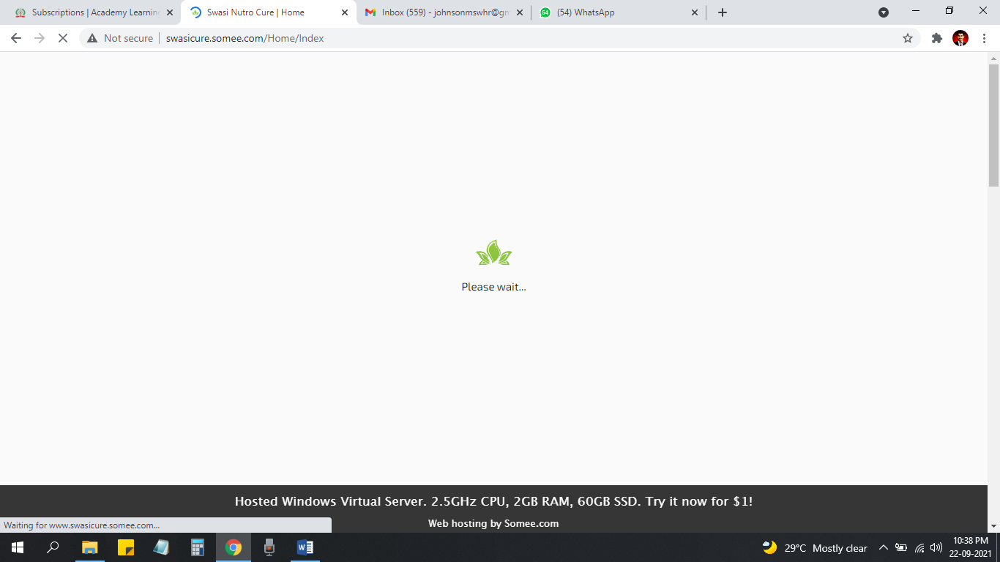 Subscriptions | Academy Learning
Swasi Nutro Cure | Home
Inbox (559) - johnsonmswhr@gm
(54) WhatsApp
Not secure
swasicure.somee.com/Home/Index
Please wait...
Hosted Windows Virtual Server. 2.5GHz CPU, 2GB RAM, 60GB SSD. Try it now for $1!
Web hosting by Somee.com
Waiting for www.swasicure.somee.com...
29°C Mostly clear
10:38 PM
22-09-2021